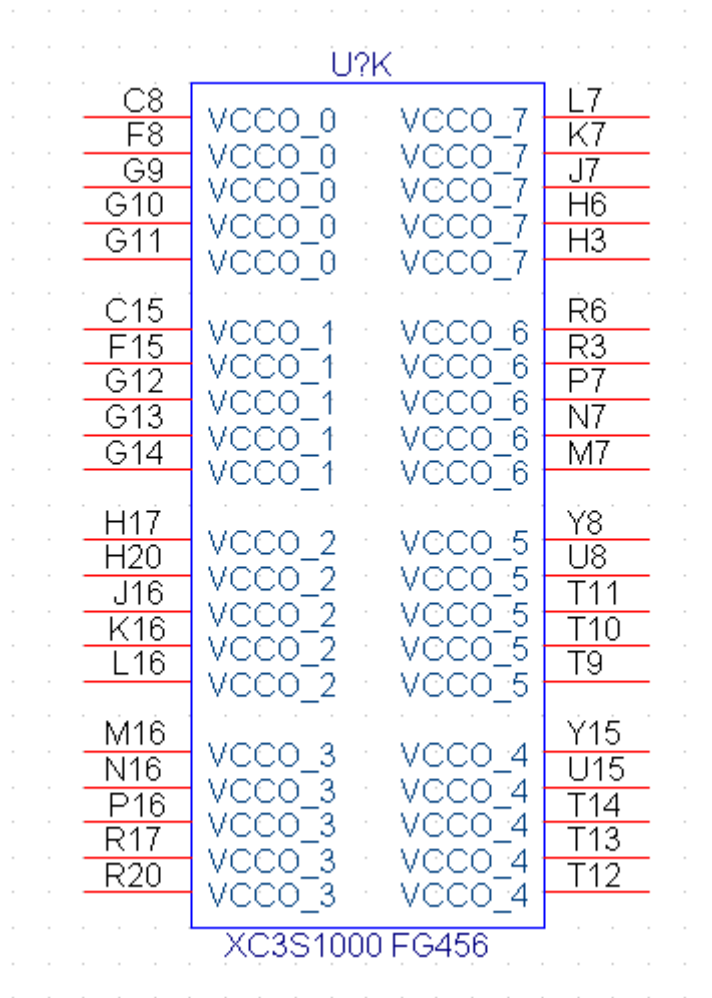 U?K
C8 VCCO_0 VCCO_7 L7
F8 VCCO_0 VCCO_7 K7
G9 VCCO_0 VCCO_7 J7
G10 VCCO_0 VCCO_7 H6
G11 VCCO_0 VCCO_7 H3
C15 VCCO_1 VCCO_6 R6
F15 VCCO_1 VCCO_6 R3
G12 VCCO_1 VCCO_6 P7
G13 VCCO_1 VCCO_6 N7
G14 VCCO_1 VCCO_6 M7
H17 VCCO_2 VCCO_5 Y8
H20 VCCO_2 VCCO_5 U8
J16 VCCO_2 VCCO_5 T11
K16 VCCO_2 VCCO_5 T10
L16 VCCO_2 VCCO_5 T9
M16 VCCO_3 VCCO_4 Y15
N16 VCCO_3 VCCO_4 U15
P16 VCCO_3 VCCO_4 T14
R17 VCCO_3 VCCO_4 T13
R20 VCCO_3 VCCO_4 T12
XC3S1000 FG456